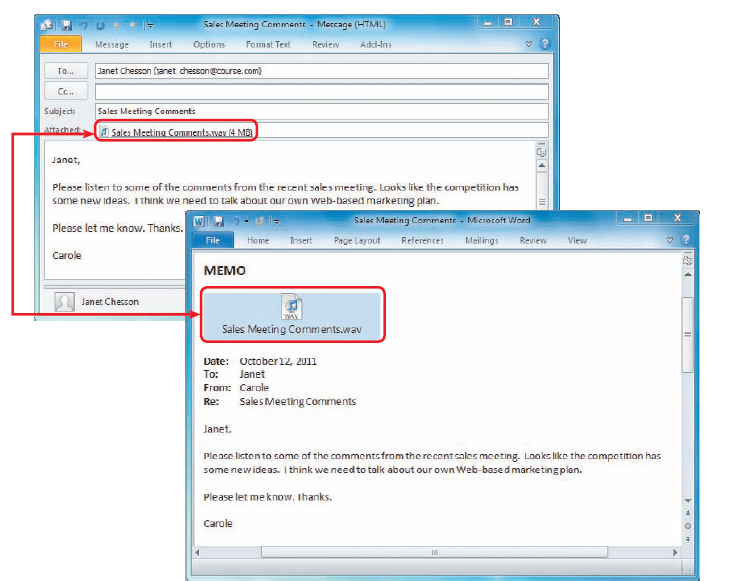 Sales Meeting Comments - Message (HTML)
File Message Insert Options Format Text Review Add-Ins
To... Janet Chesson (janet_chesson@course.com)
Cc...
Subject: Sales Meeting Comments
Attached: Sales Meeting Comments.wav (4 MB)
Janet,
Please listen to some of the comments from the recent sales meeting. Looks like the competition has
some new ideas. I think we need to talk about our own Web-based marketing plan.
Please let me know. Thanks.
Carole
Janet Chesson
Sales Meeting Comments - Microsoft Word
File Home Insert Page Layout References Mailings Review View
MEMO
WAV
Sales Meeting Comments.wav
Date: October 12, 2011
To: Janet
From: Carole
Re: Sales Meeting Comments
Janet,
Please listen to some of the comments from the recent sales meeting. Looks like the competition has
some new ideas. I think we need to talk about our own Web-based marketing plan.
Please let me know. Thanks.
Carole